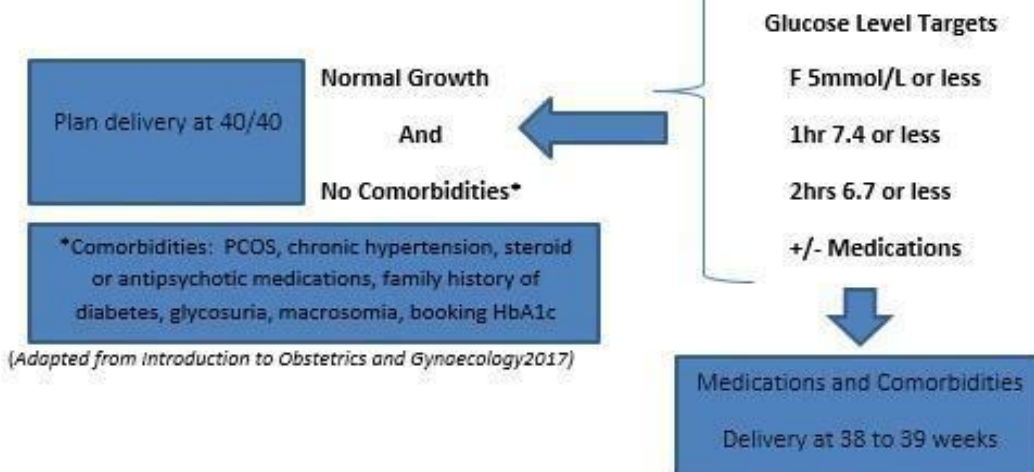 Glucose Level Targets
F 5mmol/L or less
1hr 7.4 or less
2hrs 6.7 or less
+/- Medications
Normal Growth
And
No Comorbidities*
Plan delivery at 40/40
*Comorbidities: PCOS, chronic hypertension, steroid
or antipsychotic medications, family history of
diabetes, glycosuria, macrosomia, booking HbA1c
(Adapted from Introduction to Obstetrics and Gynaecology2017)
Medications and Comorbidities
Delivery at 38 to 39 weeks